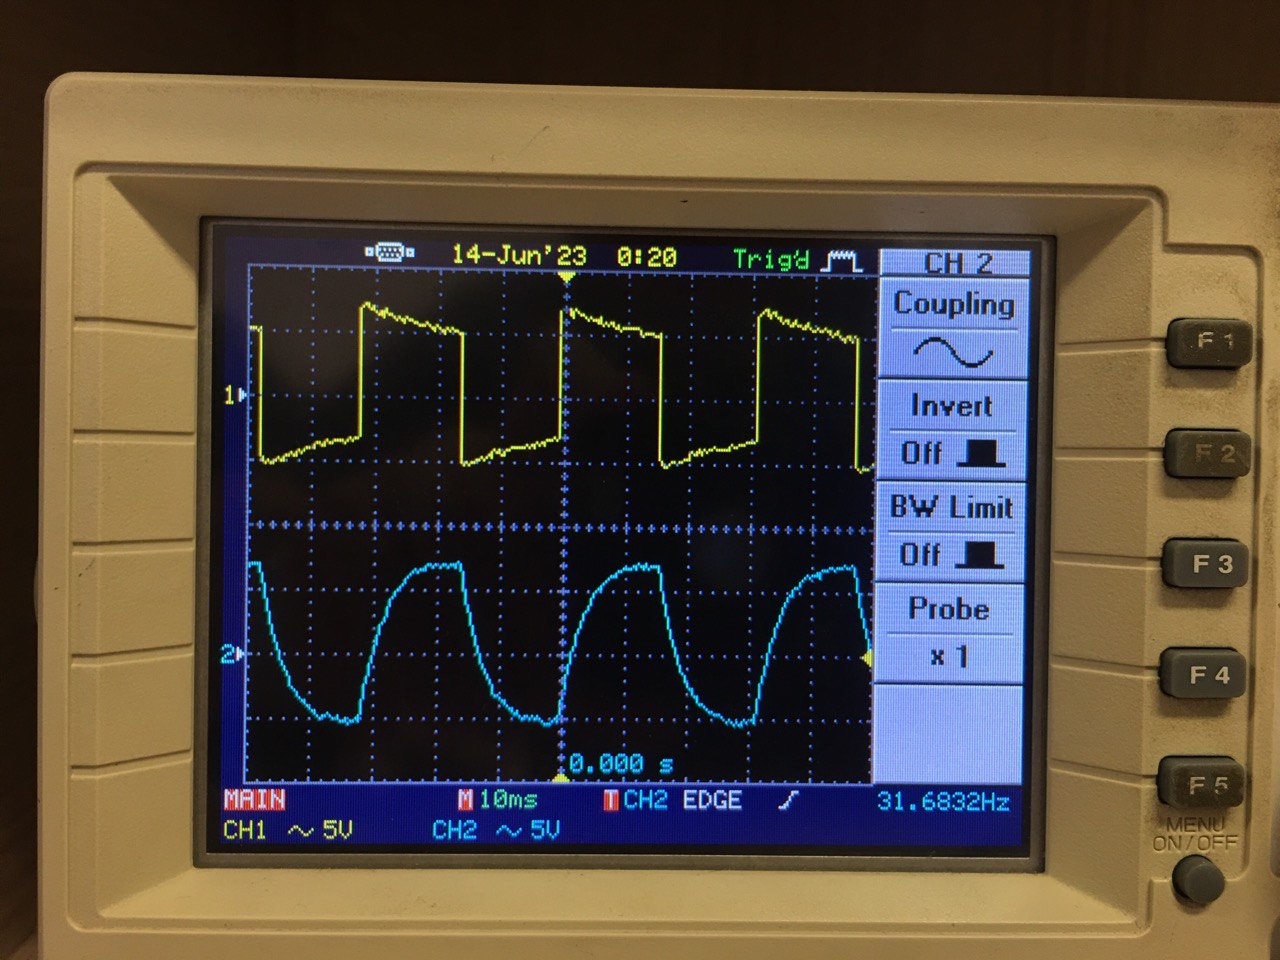 14-Jun'23 0:20 Trig'd CH 2
Coupling
F 1
1
Invert
Off
F 2
BW Limit
Off
F 3
Probe
x 1
2
F 4
0.000 s
F 5
MAIN M 10ms T CH2 EDGE 31.6832Hz
CH1 ~ 5V CH2 ~ 5V
MENU
ON/OFF